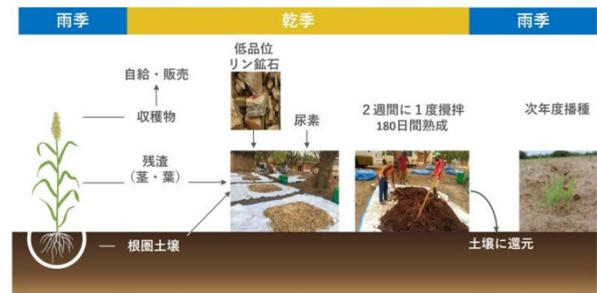 雨季
乾季
雨季
低品位
リン鉱石
自給・販売
収穫物
尿素
2週間に1度攪拌
180日間熟成
次年度播種
残渣
(茎・葉)
根圏土壌
土壌に還元